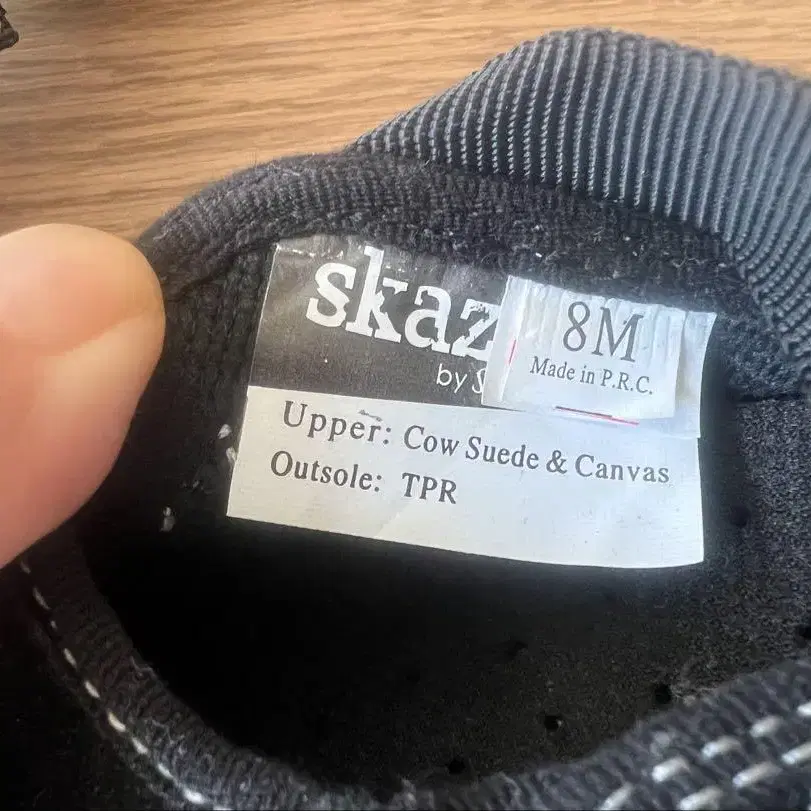 skaz
by S
8M
Made in P.R.C.
Upper: Cow Suede & Canvas
Outsole: TPR